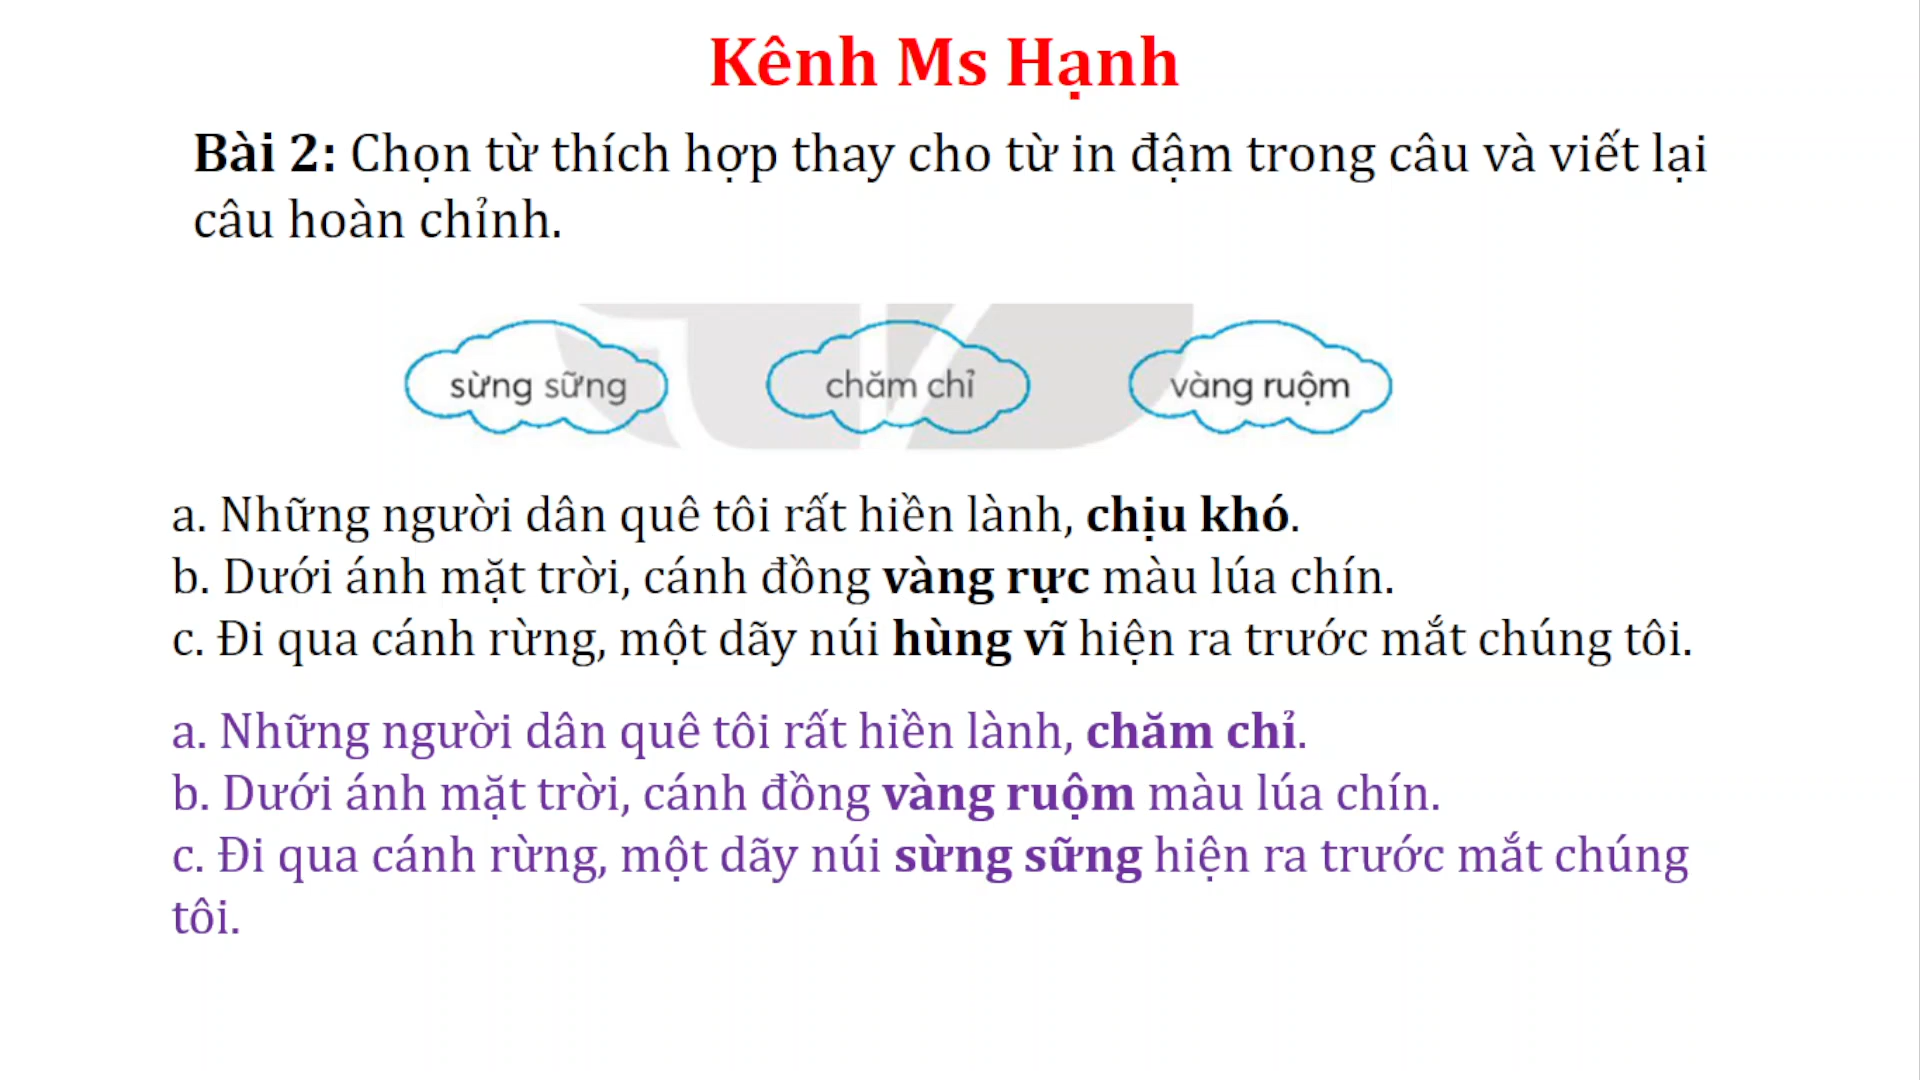 Kênh Ms Hạnh
Bài 2: Chọn từ thích hợp thay cho từ in đậm trong câu và viết lại
câu hoàn chỉnh.
sừng sững chăm chỉ vàng ruộm
a. Những người dân quê tôi rất hiền lành, chịu khó.
b. Dưới ánh mặt trời, cánh đồng vàng rực màu lúa chín.
c. Đi qua cánh rừng, một dãy núi hùng vĩ hiện ra trước mắt chúng tôi.
a. Những người dân quê tôi rất hiền lành, chăm chỉ.
b. Dưới ánh mặt trời, cánh đồng vàng ruộm màu lúa chín.
c. Đi qua cánh rừng, một dãy núi sừng sững hiện ra trước mắt chúng
tôi.